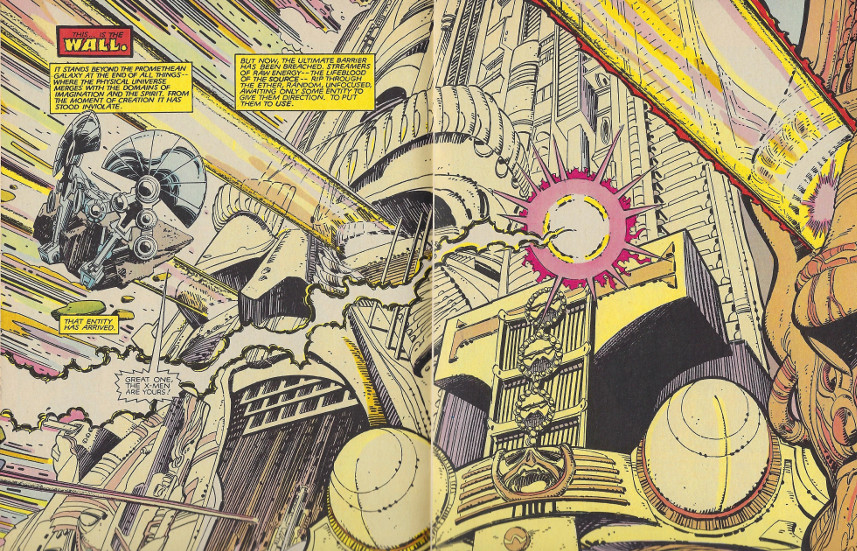 THIS IS THE
WALL.
IT STANDS BEYOND THE PROMETHEAN
GALAXY AT THE END OF ALL THINGS--
WHERE THE PHYSICAL UNIVERSE
MERGES WITH THE DOMAINS OF
IMAGINATION AND THE SPIRIT. FROM
THE MOMENT OF CREATION IT HAS
STOOD INVIOLATE.
BUT NOW, THE ULTIMATE BARRIER
HAS BEEN BREACHED. STREAMERS
OF RAW ENERGY--THE LIFEBLOOD
OF THE SOURCE-- RIP THROUGH
THE ETHER, RANDOM, UNFOCUSED,
AWAITING ONLY SOME ENTITY TO
GIVE THEM DIRECTION, TO PUT
THEM TO USE.
THAT ENTITY
HAS ARRIVED.
GREAT ONE,
THE X-MEN
ARE YOURS!